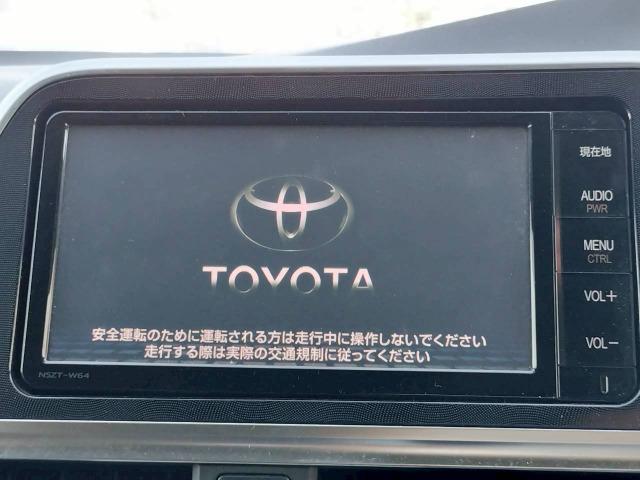 TOYOTA
安全運転のために運転される方は走行中に操作しないでください
走行する際は実際の交通規制に従ってください
NSZT-W64
現在地
AUDIO
PWR
MENU
CTRL
VOL+
VOL-